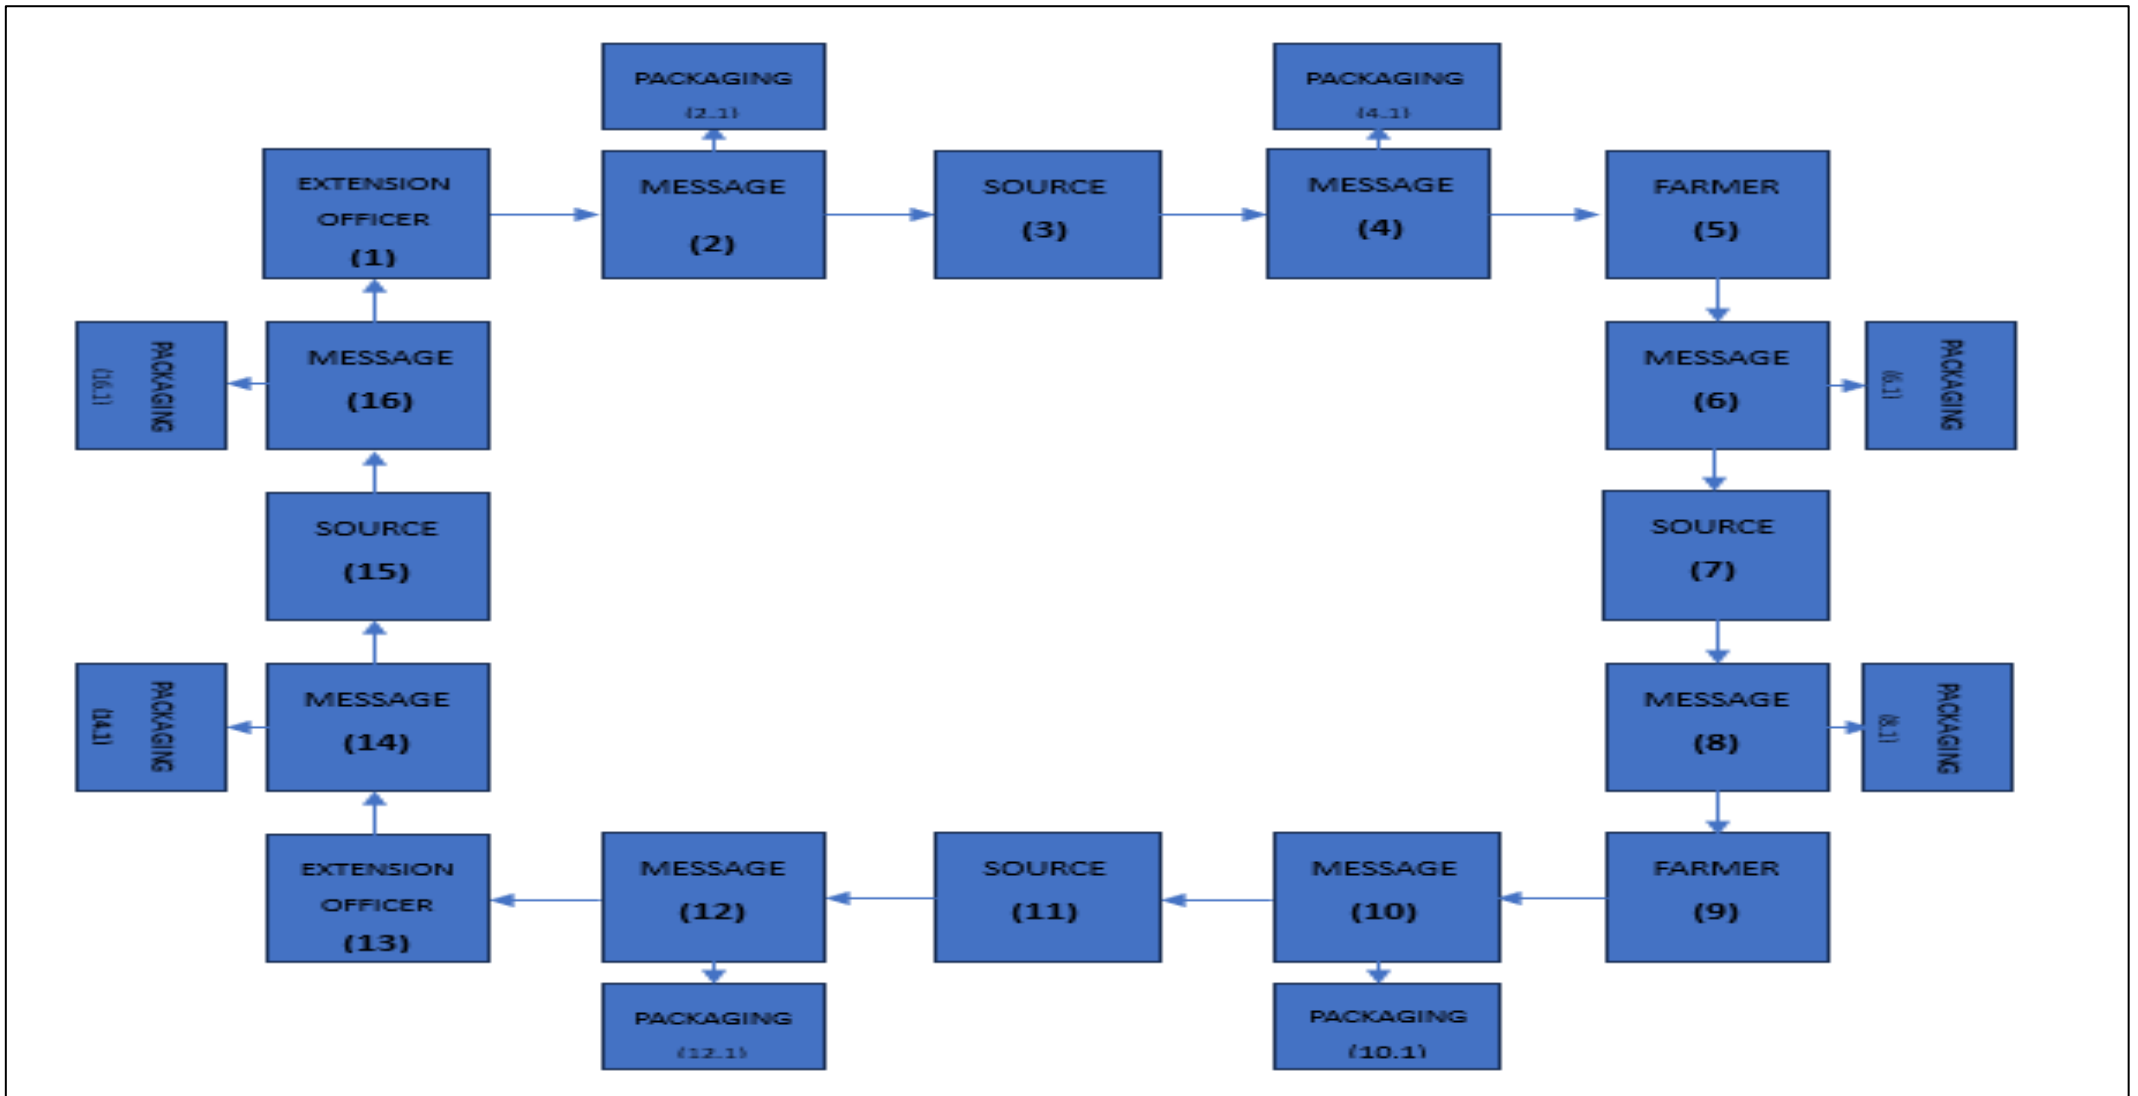 PACKAGING
(2.1)
PACKAGING
(4.1)
EXTENSION
OFFICER
(1)
MESSAGE
(2)
SOURCE
(3)
MESSAGE
(4)
FARMER
(5)
PACKAGING
(16.1)
MESSAGE
(16)
MESSAGE
(6)
PACKAGING
(6.1)
SOURCE
(15)
SOURCE
(7)
PACKAGING
(14.1)
MESSAGE
(14)
MESSAGE
(8)
PACKAGING
(8.1)
EXTENSION
OFFICER
(13)
MESSAGE
(12)
SOURCE
(11)
MESSAGE
(10)
FARMER
(9)
PACKAGING
(12.1)
PACKAGING
(10.1)